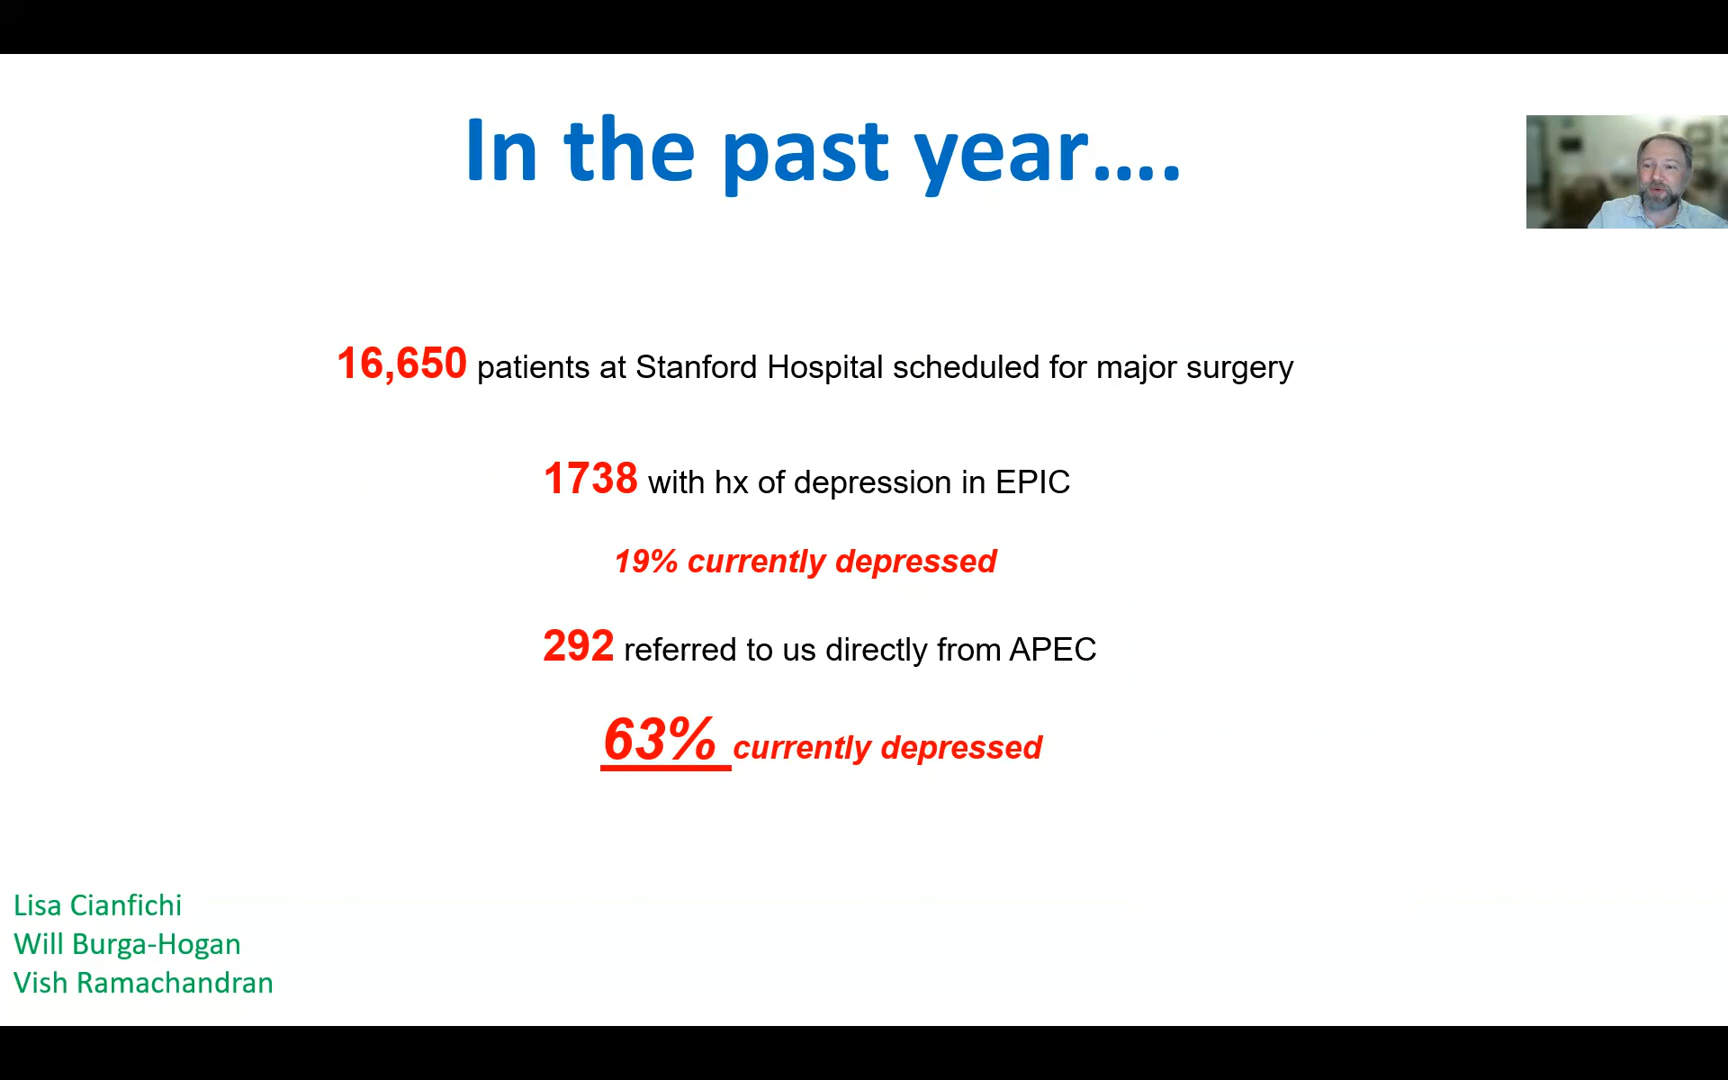 In the past year....
16,650 patients at Stanford Hospital scheduled for major surgery
1738 with hx of depression in EPIC
19% currently depressed
292 referred to us directly from APEC
63% currently depressed
Lisa Cianfichi
Will Burga-Hogan
Vish Ramachandran